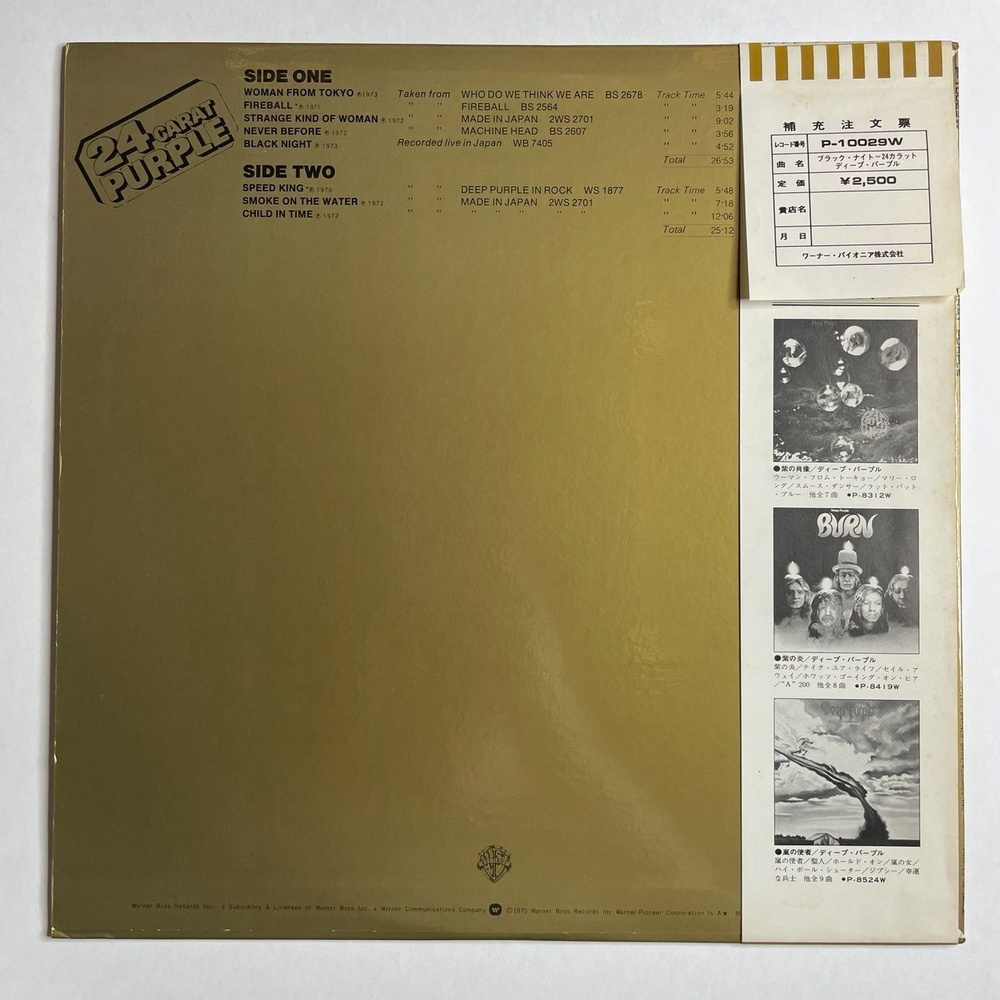 24 CARAT
PURPLE
SIDE ONE
WOMAN FROM TOKYO ℗1973 Taken from WHO DO WE THINK WE ARE BS 2678 Track Time 5·44
FIREBALL ℗1971 " " FIREBALL BS 2564 " " 3·19
STRANGE KIND OF WOMAN ℗1972 " " MADE IN JAPAN 2WS 2701 " " 9·02
NEVER BEFORE ℗1972 " " MACHINE HEAD BS 2607 " " 3·56
BLACK NIGHT ℗1973 Recorded live in Japan WB 7405 " " 4·52
Total 26·53
SIDE TWO
SPEED KING ℗1970 " " DEEP PURPLE IN ROCK WS 1877 Track Time 5·48
SMOKE ON THE WATER ℗1972 " " MADE IN JAPAN 2WS 2701 " " 7·18
CHILD IN TIME ℗1972 " " " " " " " " " 12·06
Total 25·12
Warner Bros. Records Inc. - a Subsidiary & Licensee of Warner Bros. Inc., a Warner Communications Company ©1975 Warner Bros. Records Inc. Warner-Pioneer Corporation
補充注文票
レコード番号 P-10029W
曲名 ブラック・ナイト－24カラット
ディープ・パープル
定価 ¥2,500
貴店名
月日
ワーナー・パイオニア株式会社
●紫の肖像／ディープ・パープル
ウーマン・フロム・トーキョー／マリー・ロ
ング／スムース・ダンサー／ラット・バット
・ブルー 他全7曲 ●P-8312W
Deep Purple
BURN
●紫の炎／ディープ・パープル
紫の炎／テイク・ユア・ライフ／セイル・ア
ウェイ／ホワッツ・ゴーイング・オン・ヒア
／"A" 200 他全8曲 ●P-8419W
Deep Purple
●嵐の使者／ディープ・パープル
嵐の使者／聖人／ホールド・オン／嵐の女／
ハイ・ボール・シューター／ジプシー／幸運
な兵士 他全9曲 ●P-8524W